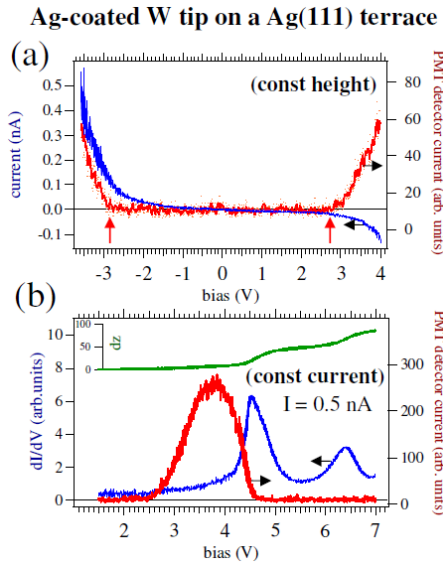 Ag-coated W tip on a Ag(111) terrace
(a)
(const height)
current (nA)
0.5
0.4
0.3
0.2
0.1
0.0
-0.1
80
60
40
20
0
PMT detector
current (arb. units)
-3 -2 -1 0 1 2 3 4
bias (V)
(b)
100
0
dz
(const current)
I = 0.5 nA
dI/dV (arb.units)
10
8
6
4
2
0
300
200
100
0
PMT detector current (arb. units)
2 3 4 5 6 7
bias (V)